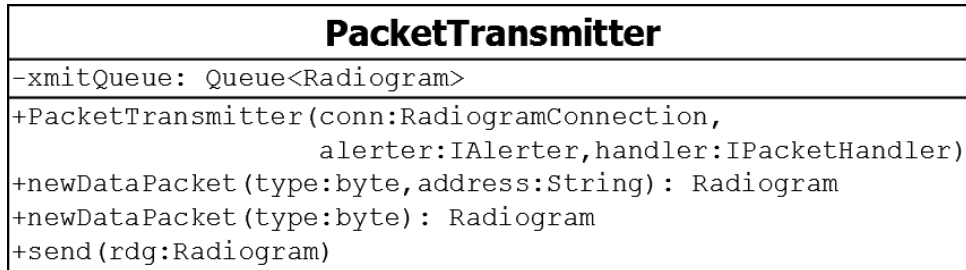 PacketTransmitter
-xmitQueue: Queue<Radiogram>
+PacketTransmitter(conn:RadiogramConnection,
alerter:IAlerter,handler:IPacketHandler)
+newDataPacket(type:byte,address:String): Radiogram
+newDataPacket(type:byte): Radiogram
+send(rdg:Radiogram)